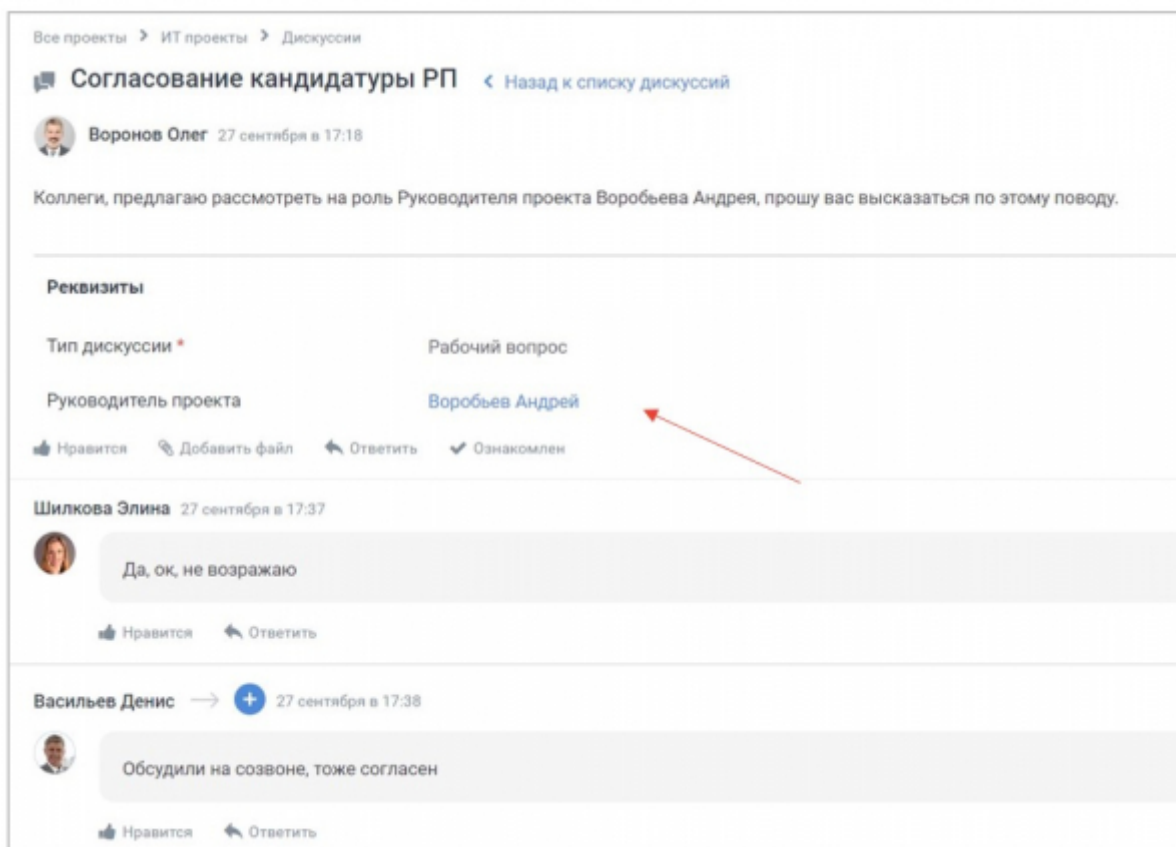 Все проекты > ИТ проекты > Дискуссии
Согласование кандидатуры РП < Назад к списку дискуссий
Воронов Олег 27 сентября в 17:18
Коллеги, предлагаю рассмотреть на роль Руководителя проекта Воробьева Андрея, прошу вас высказаться по этому поводу.
Реквизиты
Тип дискуссии * Рабочий вопрос
Руководитель проекта Воробьев Андрей
Нравится Добавить файл Ответить Ознакомлен
Шилкова Элина 27 сентября в 17:37
Да, ок, не возражаю
Нравится Ответить
Васильев Денис → + 27 сентября в 17:38
Обсудили на созвоне, тоже согласен
Нравится Ответить